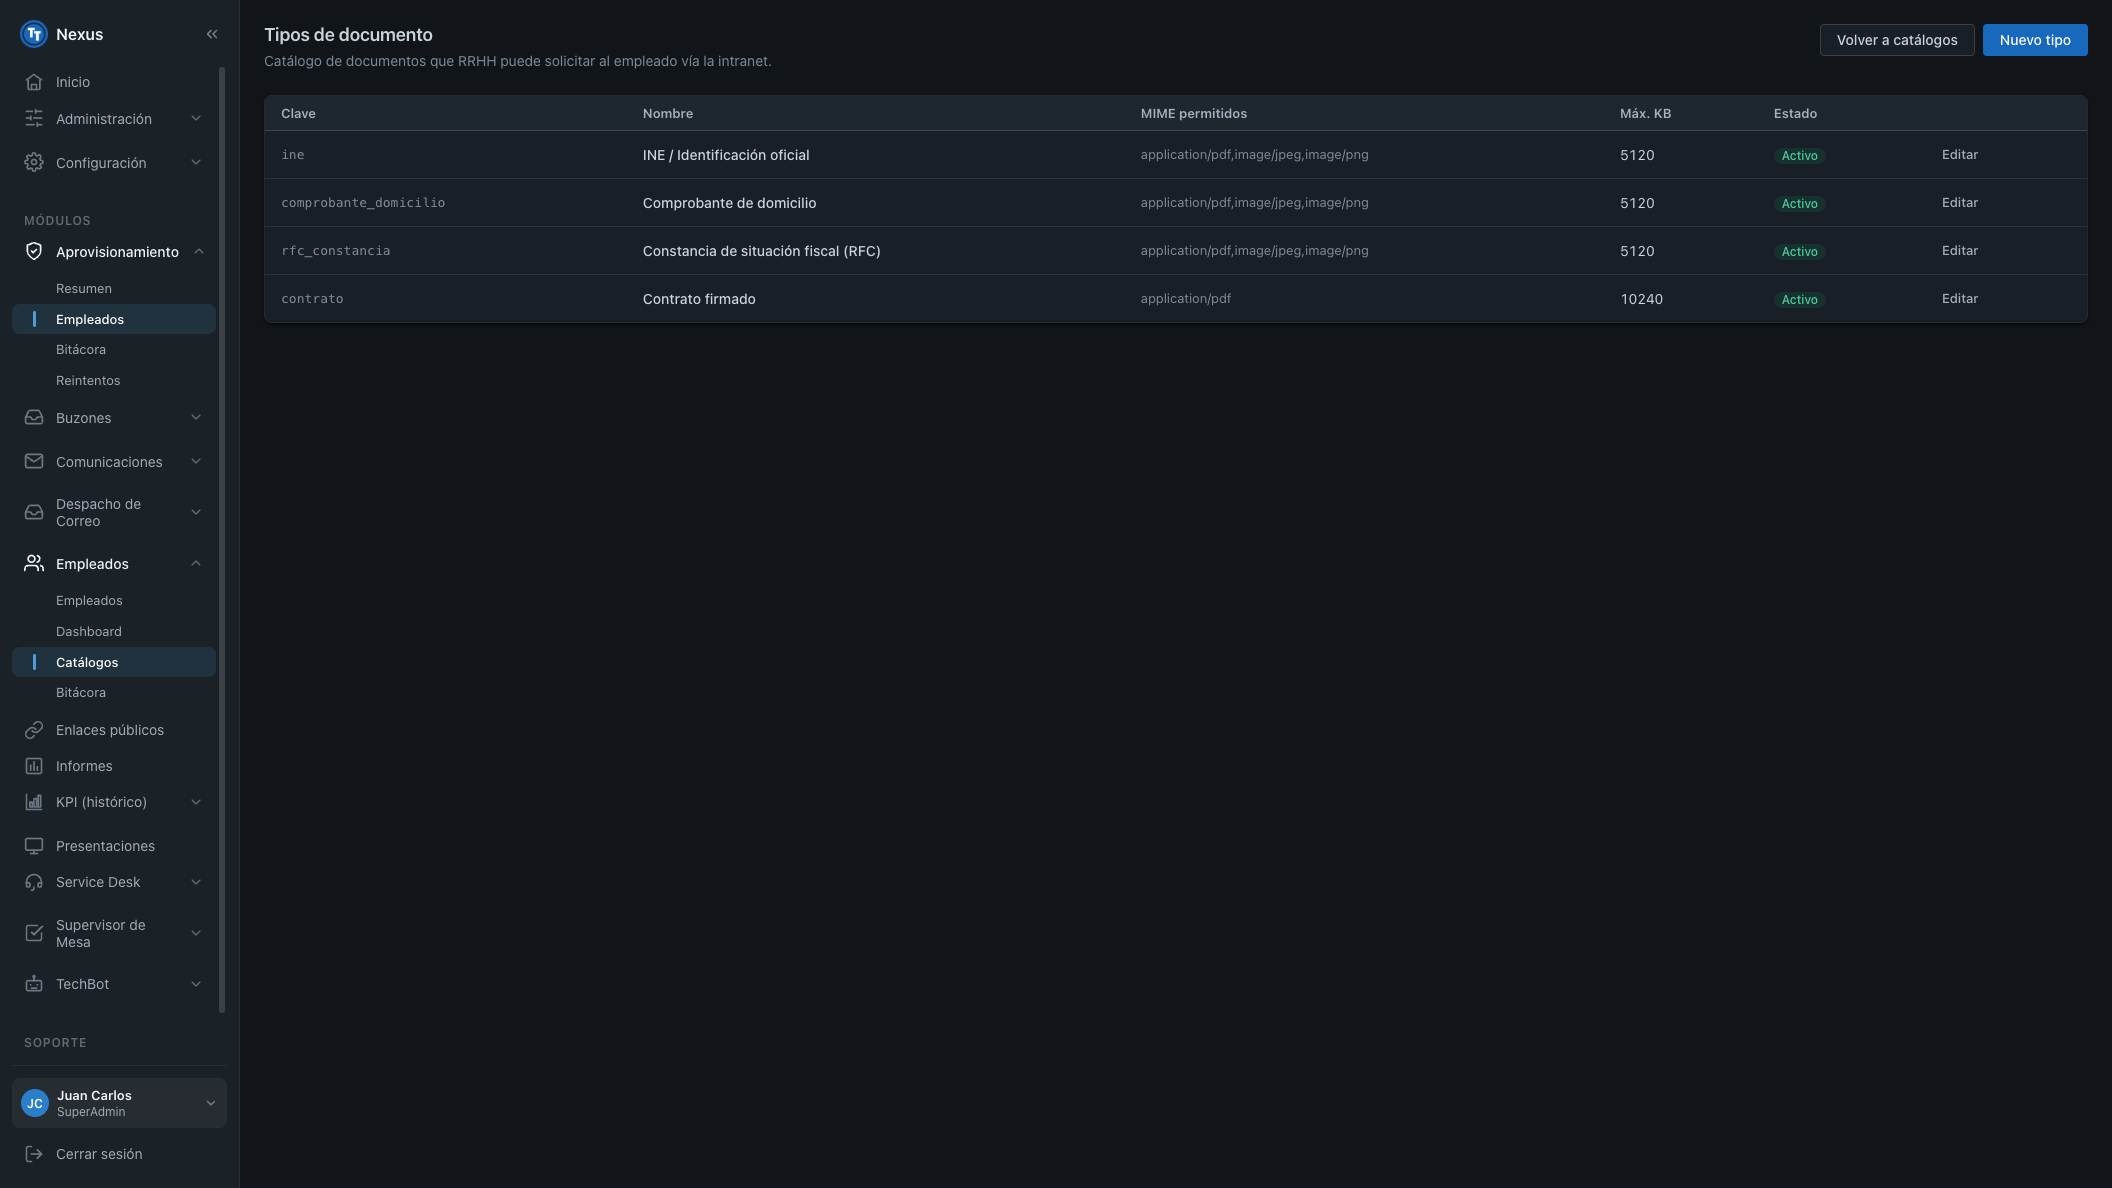 Nexus
Inicio
Administración
Configuración
MÓDULOS
Aprovisionamiento
Resumen
Empleados
Bitácora
Reintentos
Buzones
Comunicaciones
Despacho de
Correo
Empleados
Empleados
Dashboard
Catálogos
Bitácora
Enlaces públicos
Informes
KPI (histórico)
Presentaciones
Service Desk
Supervisor de
Mesa
TechBot
SOPORTE
JC
Juan Carlos
SuperAdmin
Cerrar sesión
Tipos de documento
Catálogo de documentos que RRHH puede solicitar al empleado vía la intranet.
Volver a catálogos
Nuevo tipo
Clave Nombre MIME permitidos Máx. KB Estado
ine INE / Identificación oficial application/pdf,image/jpeg,image/png 5120 Activo Editar
comprobante_domicilio Comprobante de domicilio application/pdf,image/jpeg,image/png 5120 Activo Editar
rfc_constancia Constancia de situación fiscal (RFC) application/pdf,image/jpeg,image/png 5120 Activo Editar
contrato Contrato firmado application/pdf 10240 Activo Editar